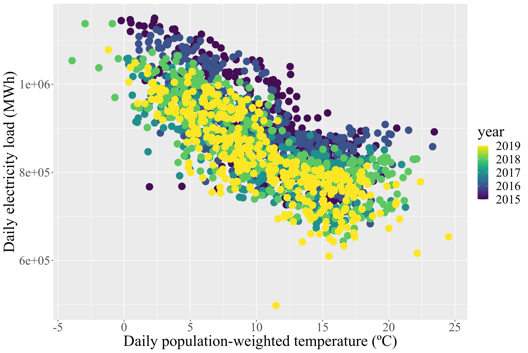 Daily electricity load (MWh)
1e+06
8e+05
6e+05
-5 0 5 10 15 20 25
Daily population-weighted temperature (ºC)
year
2019
2018
2017
2016
2015